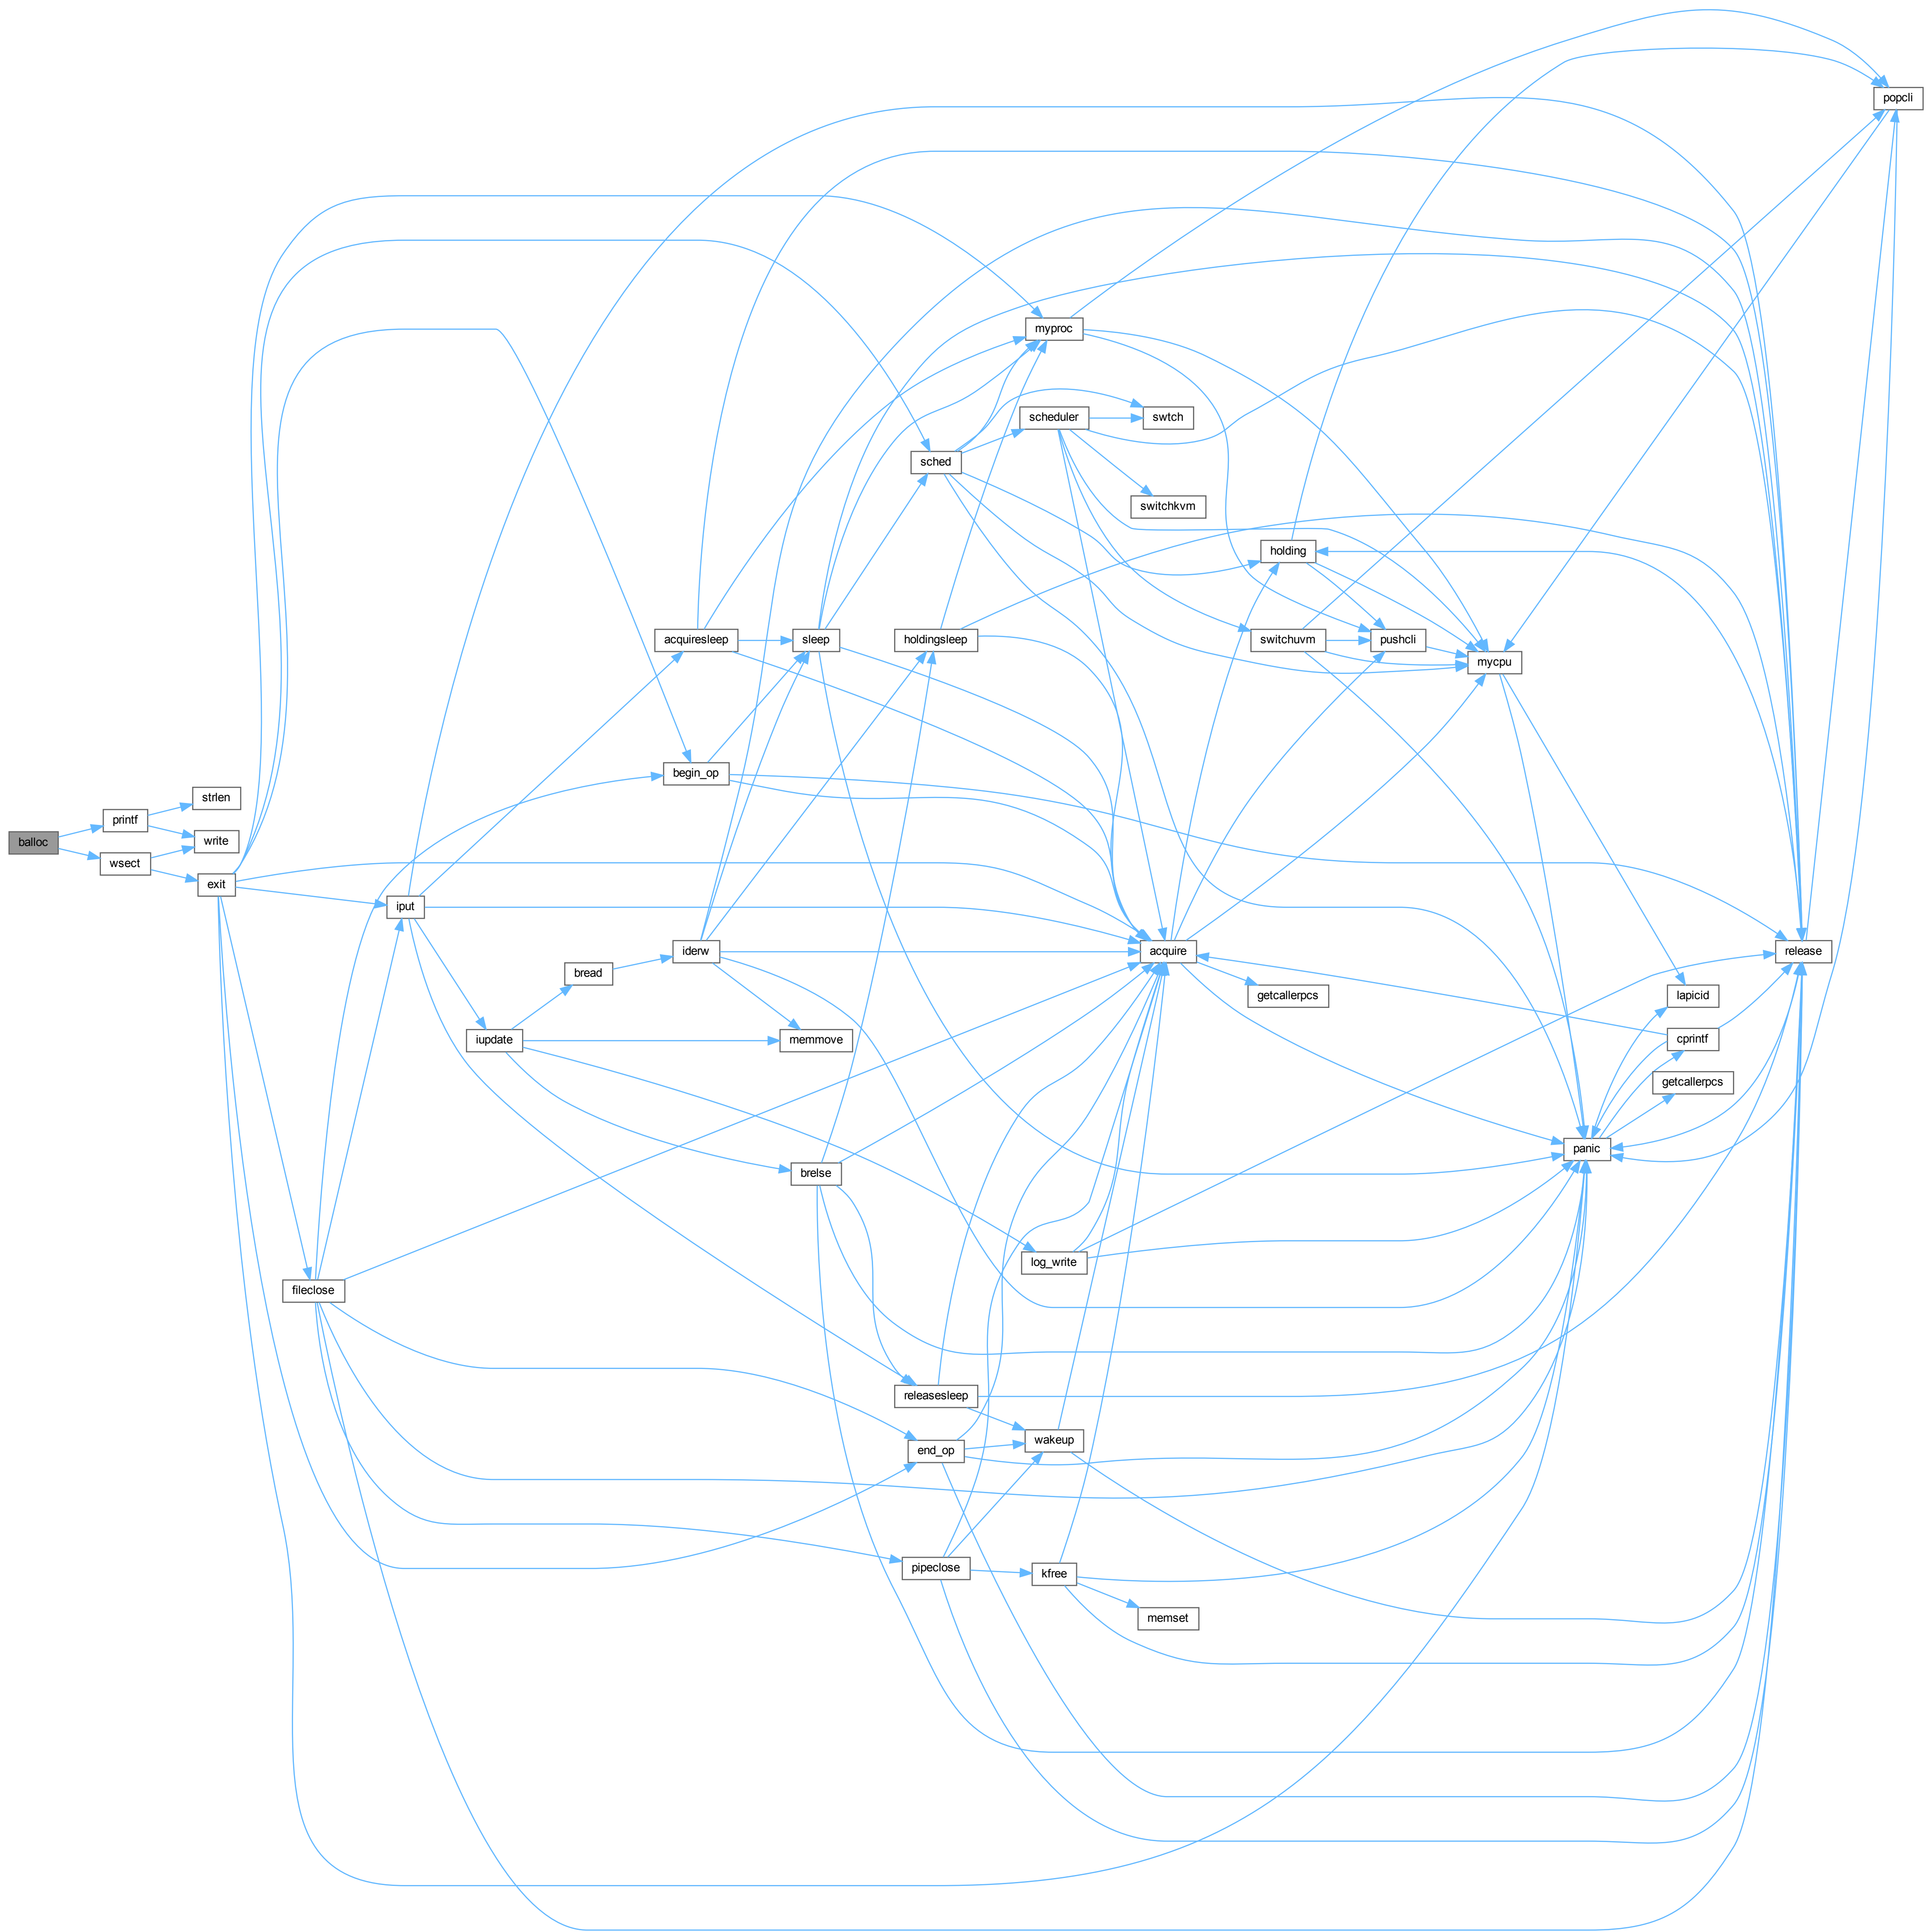 popcli
myproc
scheduler
swtch
sched
switchkvm
holding
acquiresleep
sleep
holdingsleep
switchuvm
pushcli
mycpu
begin_op
strlen
printf
write
balloc
wsect
exit
iput
iderw
acquire
release
bread
getcallerpcs
lapicid
iupdate
memmove
cprintf
getcallerpcs
panic
brelse
log_write
fileclose
releasesleep
wakeup
end_op
pipeclose
kfree
memset